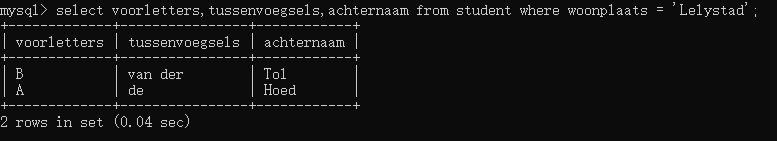 mysql> select voorletters,tussenvoegsels,achternaam from student where woonplaats = 'Lelystad';
+-------------+----------------+------------+
| voorletters | tussenvoegsels | achternaam |
+-------------+----------------+------------+
| B           | van der        | Tol        |
| A           | de             | Hoed       |
+-------------+----------------+------------+
2 rows in set (0.04 sec)